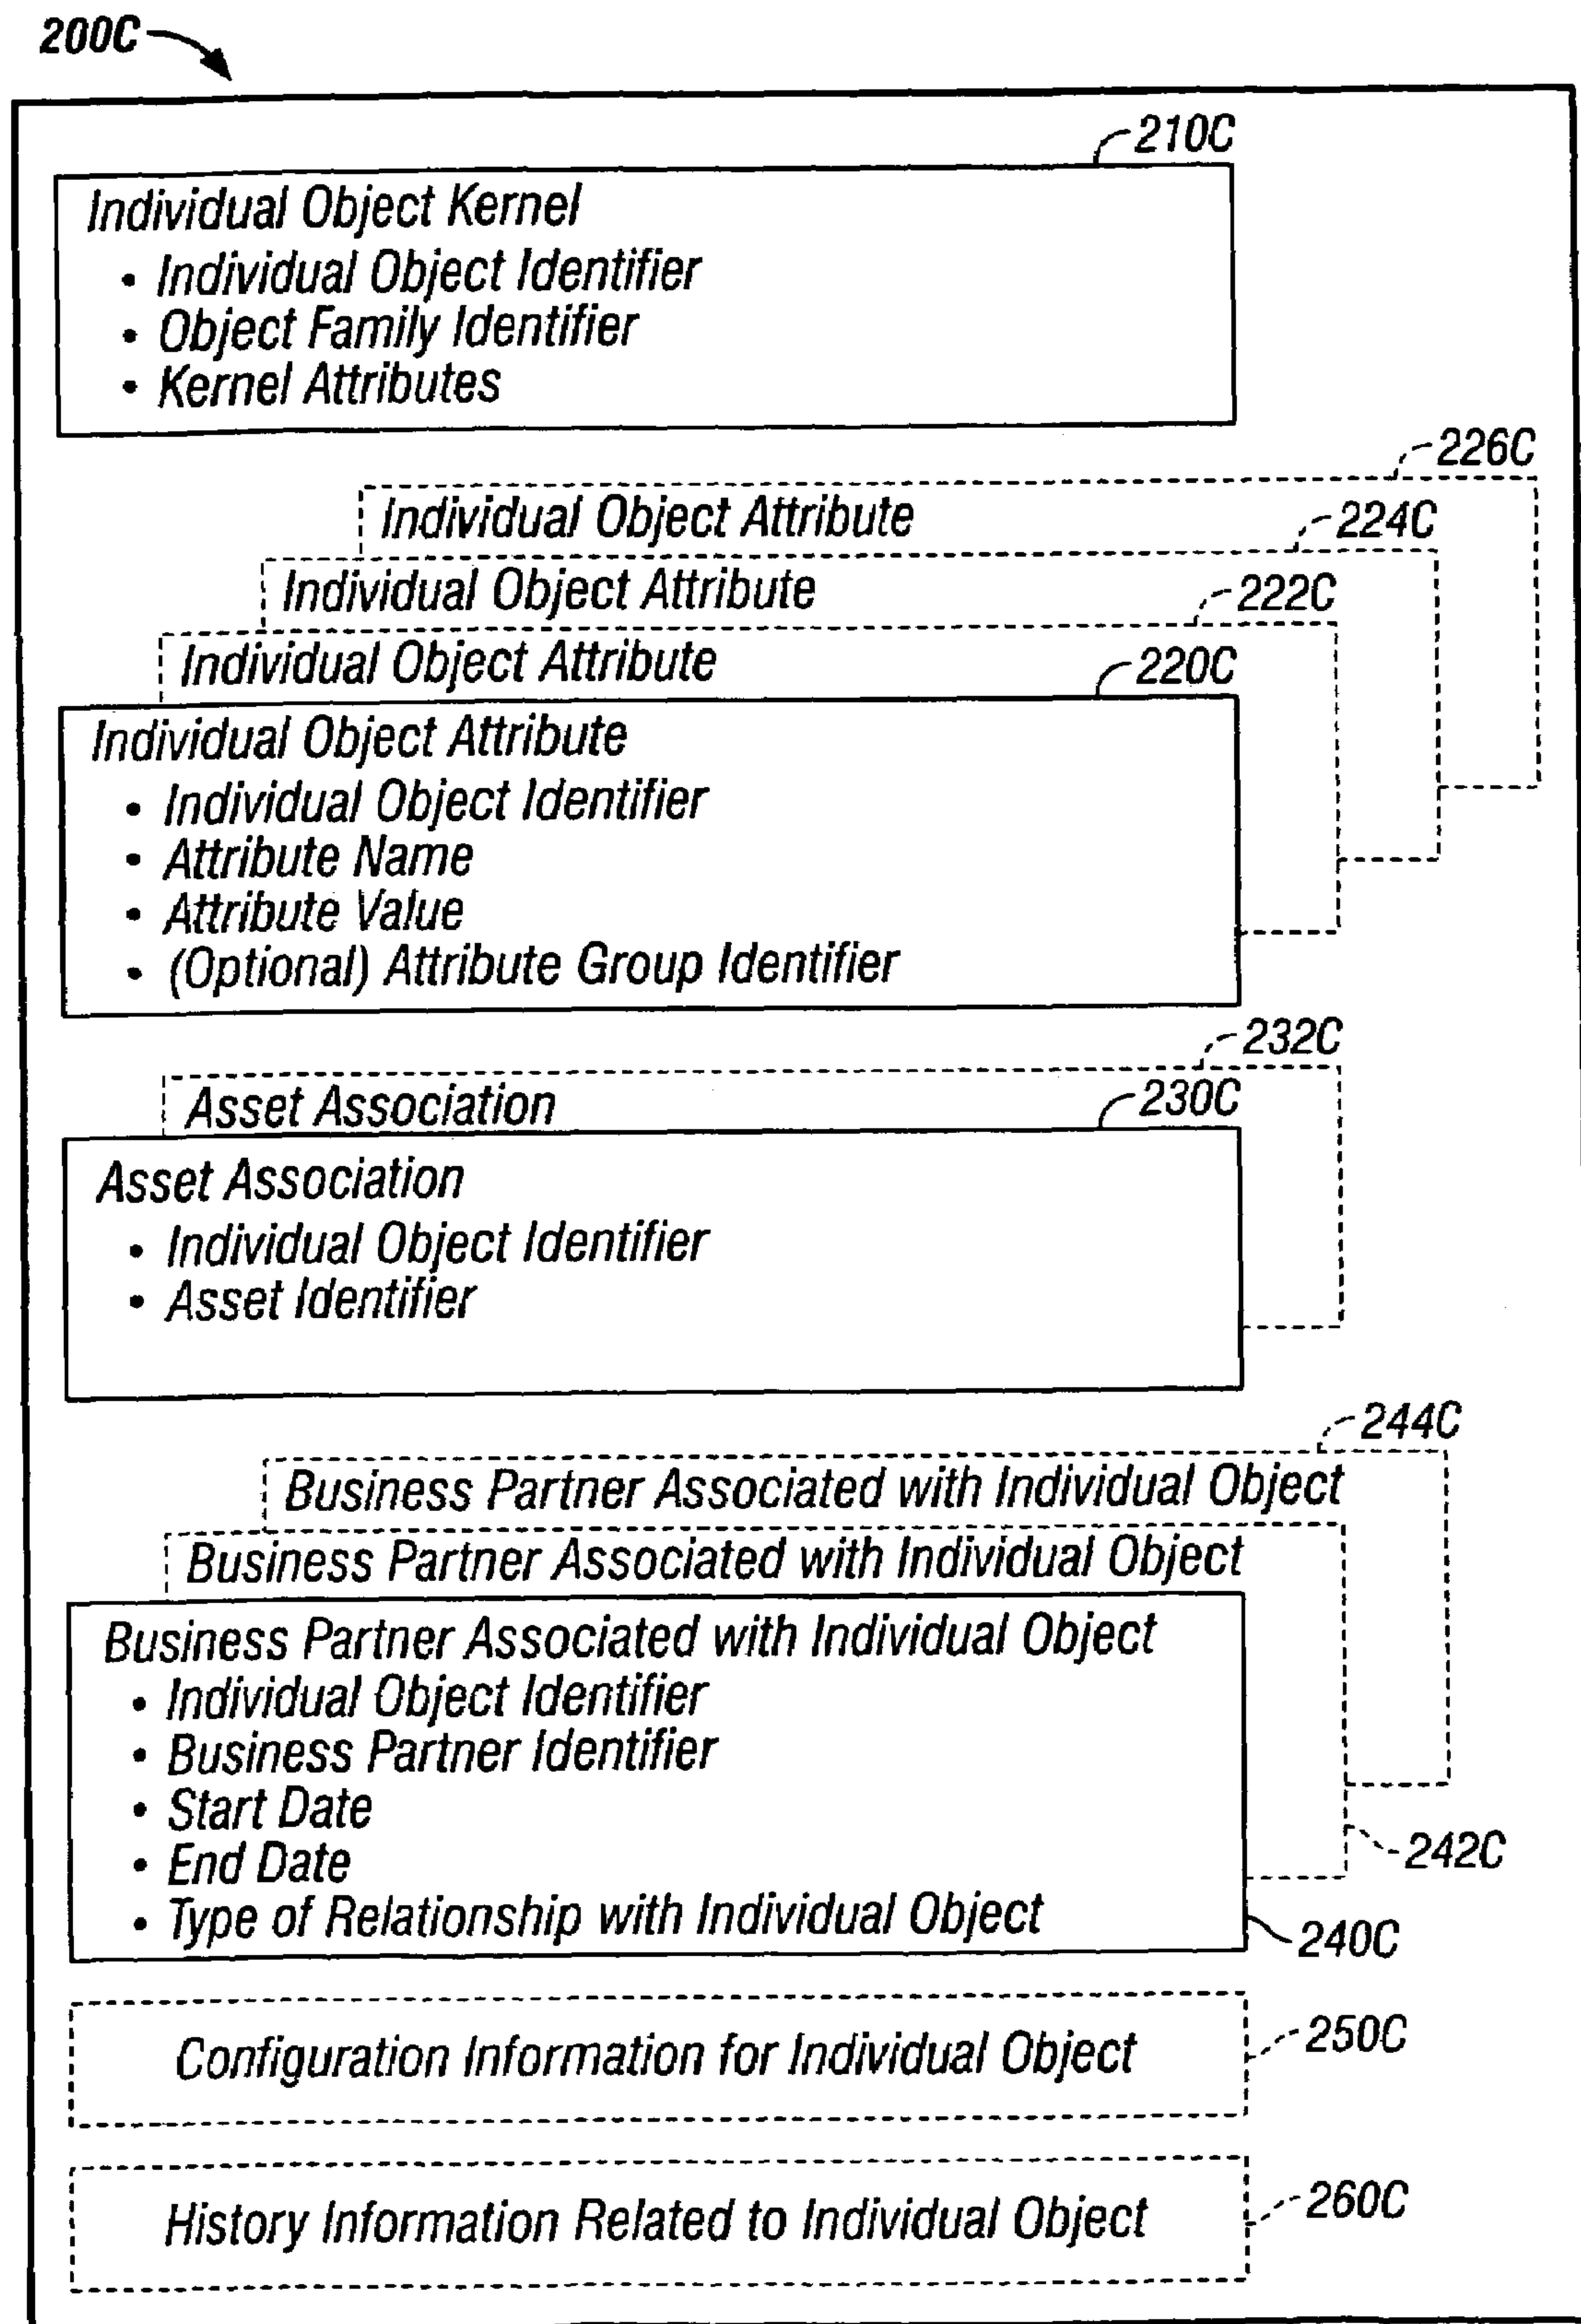 200C
210C
Individual Object Kernel
• Individual Object Identifier
• Object Family Identifier
• Kernel Attributes
226C
Individual Object Attribute
224C
Individual Object Attribute
222C
Individual Object Attribute
220C
Individual Object Attribute
• Individual Object Identifier
• Attribute Name
• Attribute Value
• (Optional) Attribute Group Identifier
232C
Asset Association
230C
Asset Association
• Individual Object Identifier
• Asset Identifier
244C
Business Partner Associated with Individual Object
Business Partner Associated with Individual Object
Business Partner Associated with Individual Object
• Individual Object Identifier
• Business Partner Identifier
• Start Date
• End Date
242C
• Type of Relationship with Individual Object
240C
Configuration Information for Individual Object
250C
History Information Related to Individual Object
260C